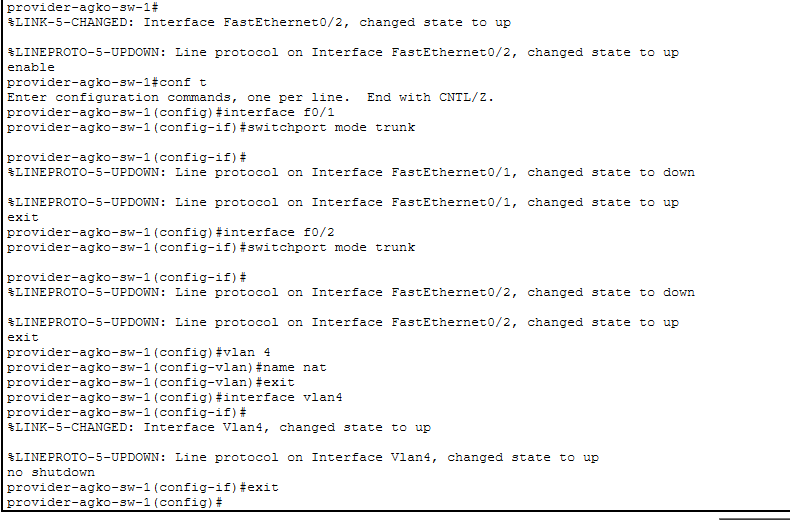 provider-agko-sw-1#
%LINK-5-CHANGED: Interface FastEthernet0/2, changed state to up
%LINEPROTO-5-UPDOWN: Line protocol on Interface FastEthernet0/2, changed state to up
enable
provider-agko-sw-1#conf t
Enter configuration commands, one per line.  End with CNTL/Z.
provider-agko-sw-1(config)#interface f0/1
provider-agko-sw-1(config-if)#switchport mode trunk
provider-agko-sw-1(config-if)#
%LINEPROTO-5-UPDOWN: Line protocol on Interface FastEthernet0/1, changed state to down
%LINEPROTO-5-UPDOWN: Line protocol on Interface FastEthernet0/1, changed state to up
exit
provider-agko-sw-1(config)#interface f0/2
provider-agko-sw-1(config-if)#switchport mode trunk
provider-agko-sw-1(config-if)#
%LINEPROTO-5-UPDOWN: Line protocol on Interface FastEthernet0/2, changed state to down
%LINEPROTO-5-UPDOWN: Line protocol on Interface FastEthernet0/2, changed state to up
exit
provider-agko-sw-1(config)#vlan 4
provider-agko-sw-1(config-vlan)#name nat
provider-agko-sw-1(config-vlan)#exit
provider-agko-sw-1(config)#interface vlan4
provider-agko-sw-1(config-if)#
%LINK-5-CHANGED: Interface Vlan4, changed state to up
%LINEPROTO-5-UPDOWN: Line protocol on Interface Vlan4, changed state to up
no shutdown
provider-agko-sw-1(config-if)#exit
provider-agko-sw-1(config)#